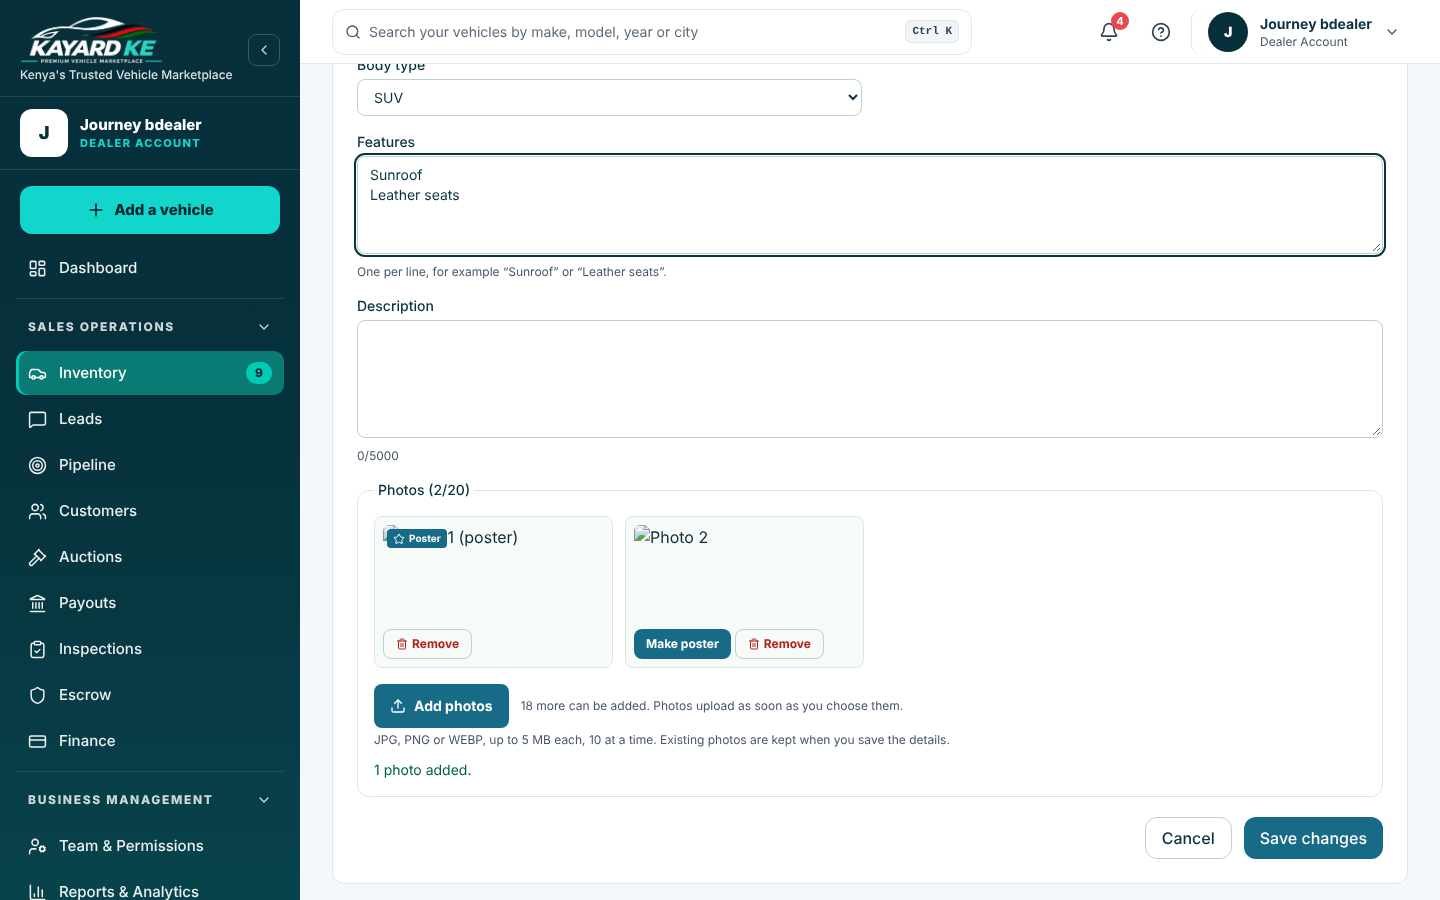 KAYARD KE
PREMIUM VEHICLE MARKETPLACE
Kenya's Trusted Vehicle Marketplace
J
Journey bdealer
DEALER ACCOUNT
Add a vehicle
Dashboard
SALES OPERATIONS
Inventory
9
Leads
Pipeline
Customers
Auctions
Payouts
Inspections
Escrow
Finance
BUSINESS MANAGEMENT
Team & Permissions
Reports & Analytics
Search your vehicles by make, model, year or city
Ctrl K
4
J
Journey bdealer
Dealer Account
Body type
SUV
Features
Sunroof
Leather seats
One per line, for example “Sunroof” or “Leather seats”.
Description
0/5000
Photos (2/20)
Poster
1 (poster)
Remove
Photo 2
Make poster
Remove
Add photos
18 more can be added. Photos upload as soon as you choose them.
JPG, PNG or WEBP, up to 5 MB each, 10 at a time. Existing photos are kept when you save the details.
1 photo added.
Cancel
Save changes